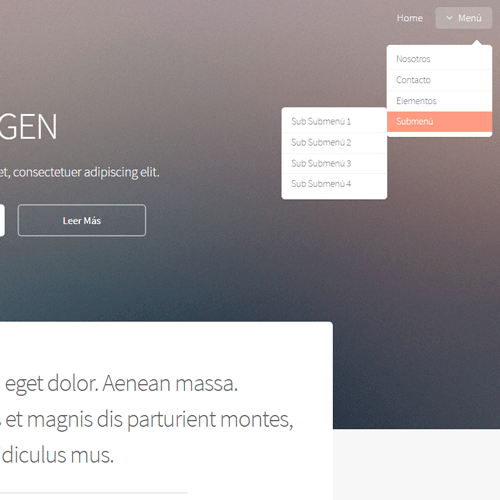 Home
Menú
Nosotros
Contacto
Elementos
Submenú
Sub Submenú 1
Sub Submenú 2
Sub Submenú 3
Sub Submenú 4
GEN
et, consectetuer adipiscing elit.
Leer Más
eget dolor. Aenean massa.
et magnis dis parturient montes,
idiculus mus.